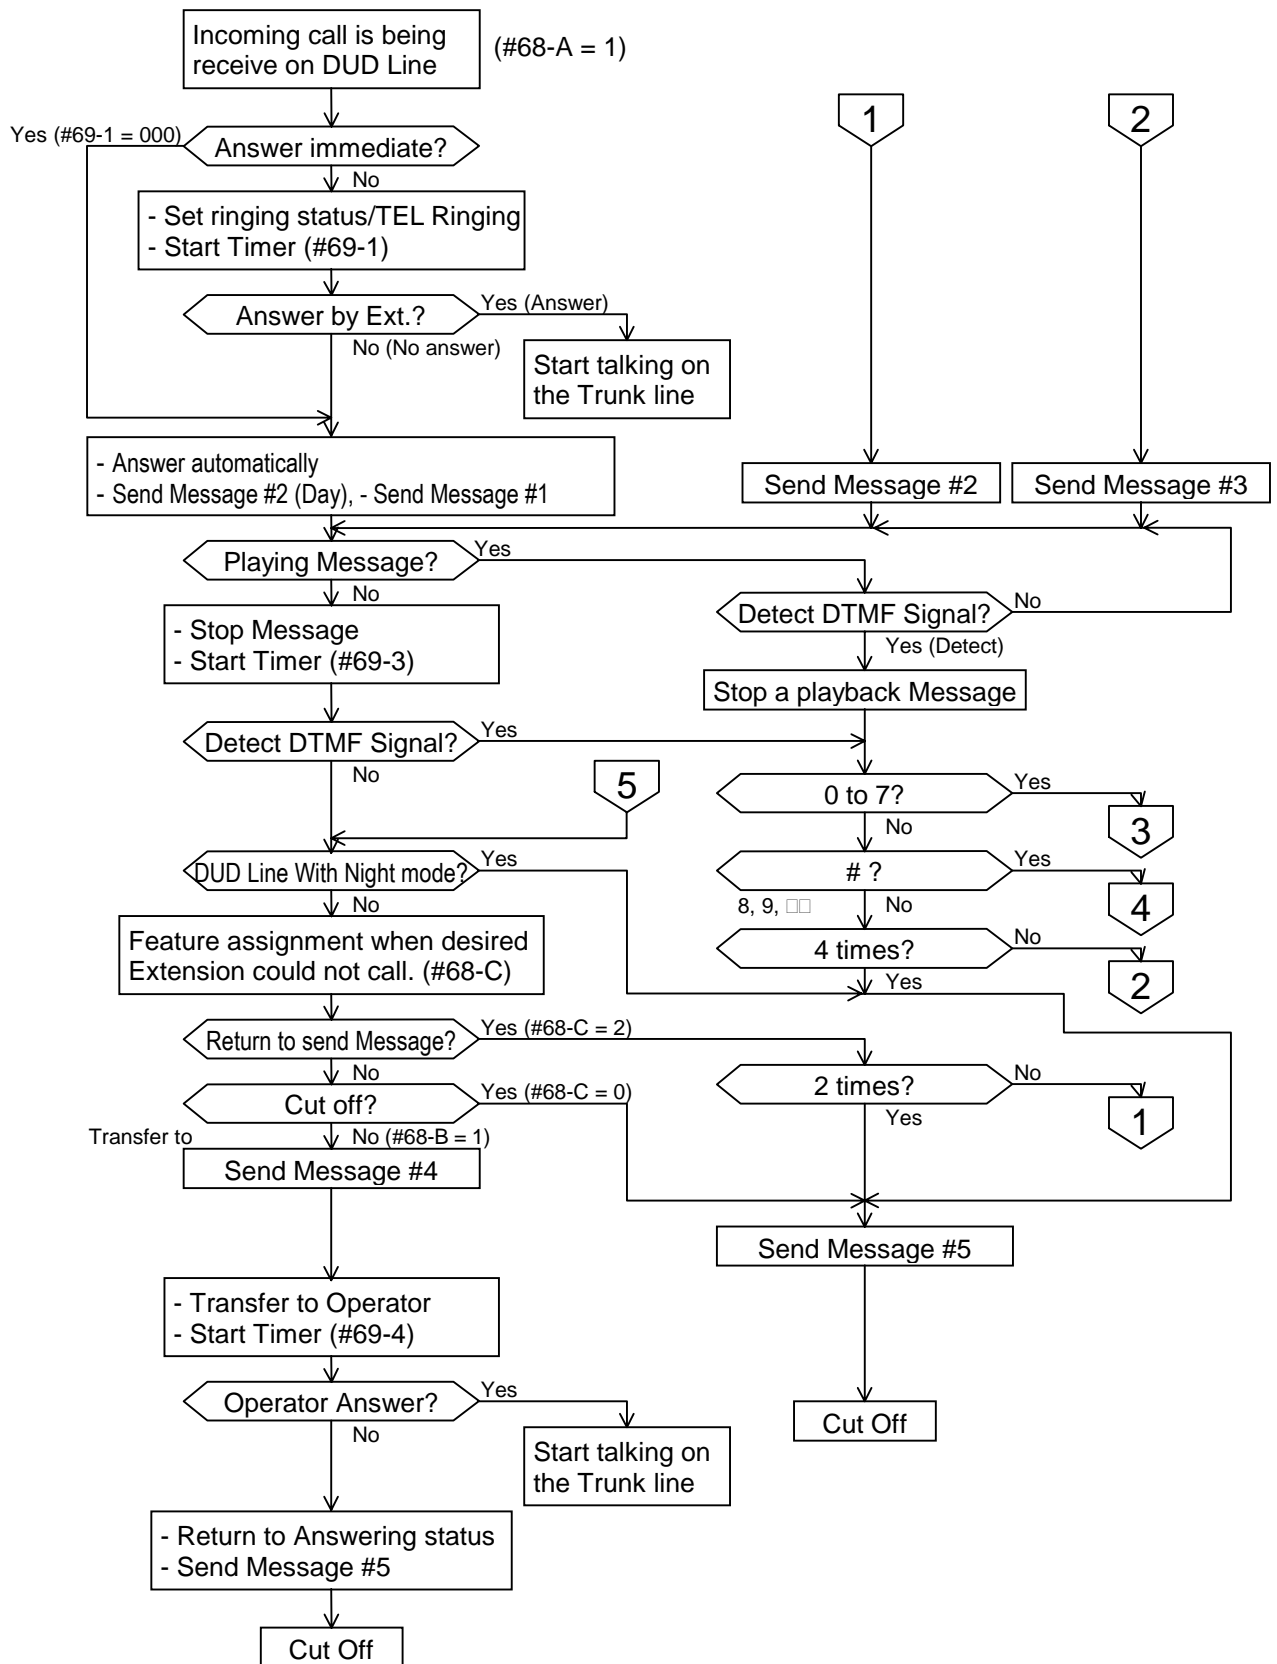 Incoming call is being
receive on DUD Line
(#68-A = 1)
1
2
Yes (#69-1 = 000)
Answer immediate?
No
- Set ringing status/TEL Ringing
- Start Timer (#69-1)
Answer by Ext.?
Yes (Answer)
No (No answer)
Start talking on
the Trunk line
- Answer automatically
- Send Message #2 (Day), - Send Message #1
Send Message #2
Send Message #3
Playing Message?
Yes
No
Detect DTMF Signal?
No
Yes (Detect)
- Stop Message
- Start Timer (#69-3)
Stop a playback Message
Detect DTMF Signal?
Yes
No
5
0 to 7?
Yes
No
3
DUD Line With Night mode?
Yes
No
# ?
Yes
No
8, 9, □□
4
Feature assignment when desired
Extension could not call. (#68-C)
4 times?
No
Yes
2
Return to send Message?
Yes (#68-C = 2)
No
2 times?
No
Yes
1
Cut off?
Yes (#68-C = 0)
Transfer to
No (#68-B = 1)
Send Message #4
Send Message #5
- Transfer to Operator
- Start Timer (#69-4)
Operator Answer?
Yes
No
Cut Off
Start talking on
the Trunk line
- Return to Answering status
- Send Message #5
Cut Off